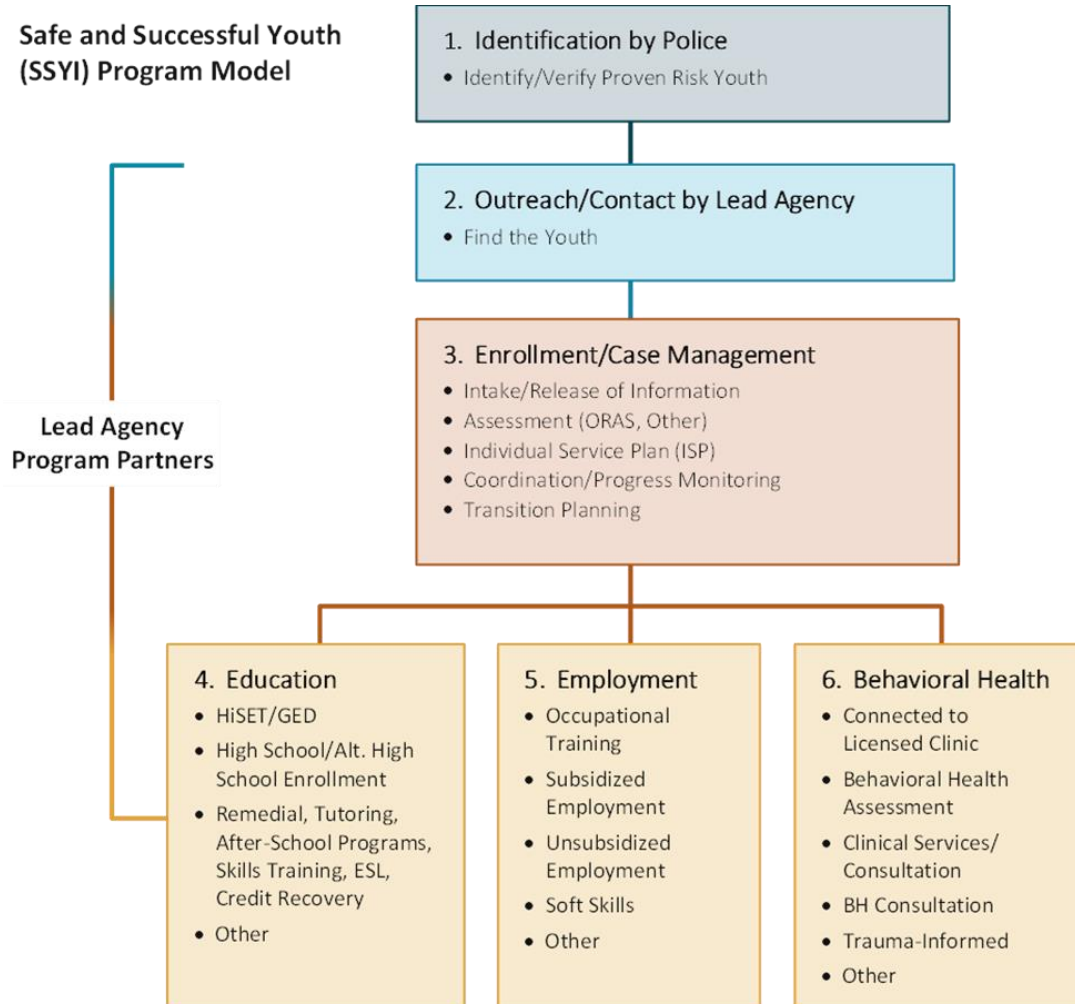 Safe and Successful Youth
(SSYI) Program Model
1. Identification by Police
• Identify/Verify Proven Risk Youth
2. Outreach/Contact by Lead Agency
• Find the Youth
3. Enrollment/Case Management
• Intake/Release of Information
• Assessment (ORAS, Other)
• Individual Service Plan (ISP)
• Coordination/Progress Monitoring
• Transition Planning
Lead Agency
Program Partners
4. Education
• HiSET/GED
• High School/Alt. High
School Enrollment
• Remedial, Tutoring,
After-School Programs,
Skills Training, ESL,
Credit Recovery
• Other
5. Employment
• Occupational
Training
• Subsidized
Employment
• Unsubsidized
Employment
• Soft Skills
• Other
6. Behavioral Health
• Connected to
Licensed Clinic
• Behavioral Health
Assessment
• Clinical Services/
Consultation
• BH Consultation
• Trauma-Informed
• Other